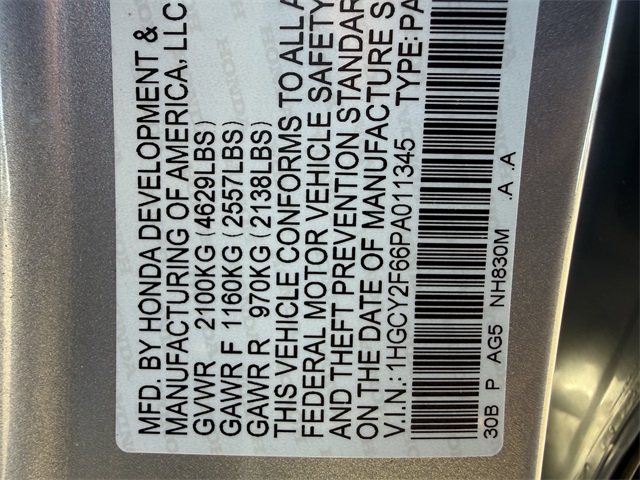 MFD. BY HONDA DEVELOPMENT &
MANUFACTURING OF AMERICA, LLC
GVWR 2100KG (4629LBS)
GAWR F 1160KG (2557LBS)
GAWR R 970KG (2138LBS)
THIS VEHICLE CONFORMS TO ALL A
FEDERAL MOTOR VEHICLE SAFETY
AND THEFT PREVENTION STANDAR
ON THE DATE OF MANUFACTURE S
V.I.N.: 1HGCY2F66PA011345 TYPE: PA
30B P AG5 NH830M .A .A